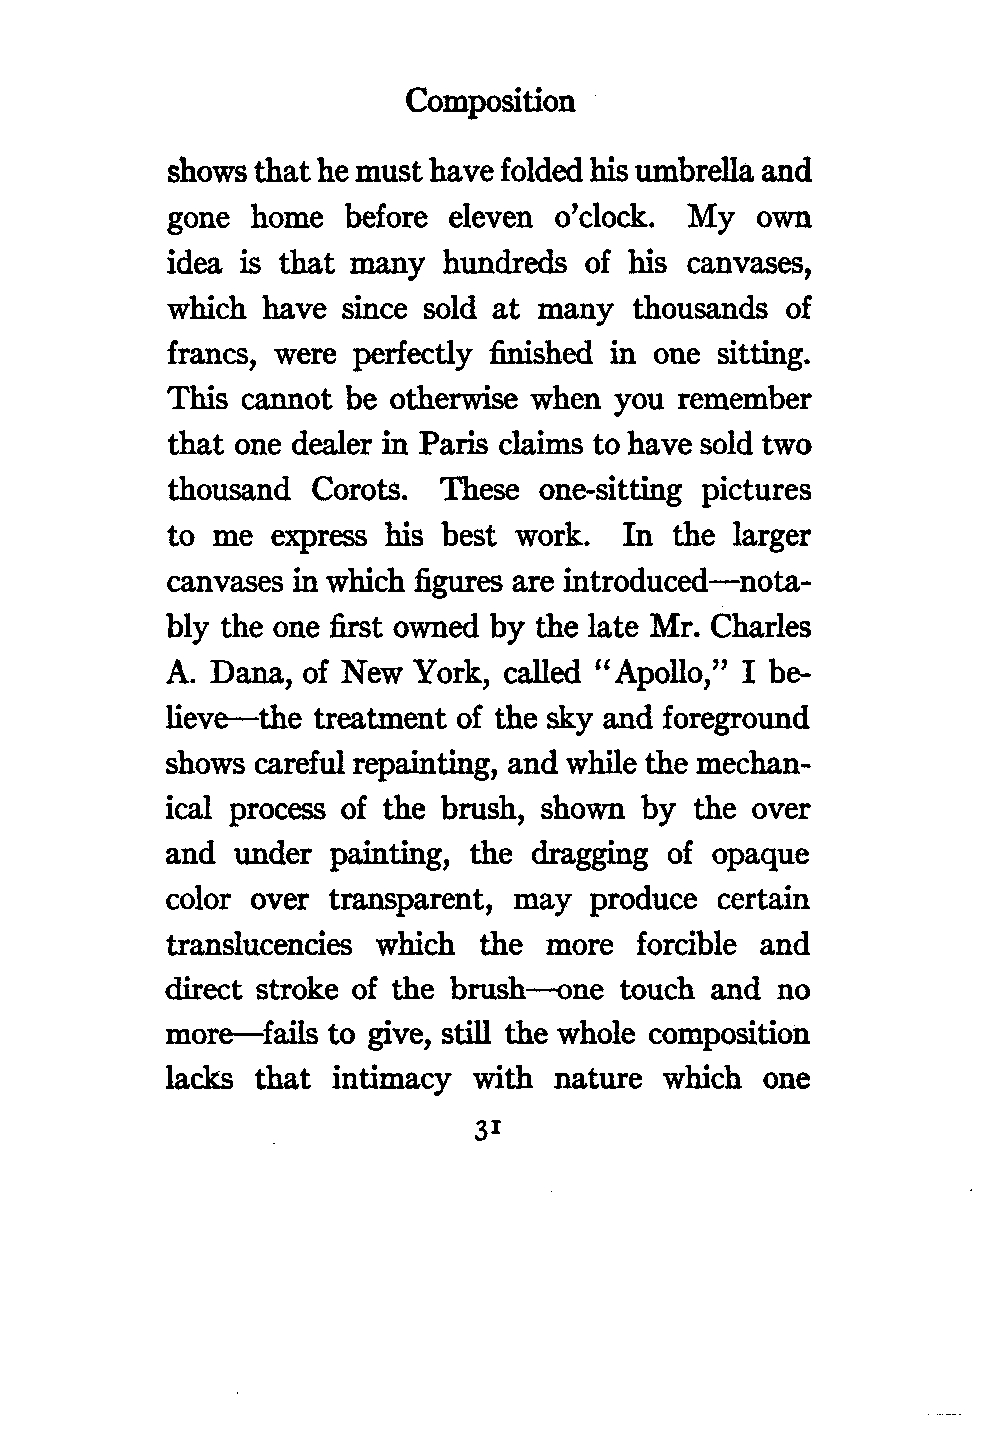 Composition
shows that he must have folded his umbrella and
gone home before eleven o'clock. My own
idea is that many hundreds of his canvases,
which have since sold at many thousands of
francs, were perfectly finished in one sitting.
This cannot be otherwise when you remember
that one dealer in Paris claims to have sold two
thousand Corots. These one-sitting pictures
to me express his best work. In the larger
canvases in which figures are introduced—nota-
bly the one first owned by the late Mr. Charles
A. Dana, of New York, called “Apollo,” I be-
lieve—the treatment of the sky and foreground
shows careful repainting, and while the mechan-
ical process of the brush, shown by the over
and under painting, the dragging of opaque
color over transparent, may produce certain
translucencies which the more forcible and
direct stroke of the brush—one touch and no
more—fails to give, still the whole composition
lacks that intimacy with nature which one
31